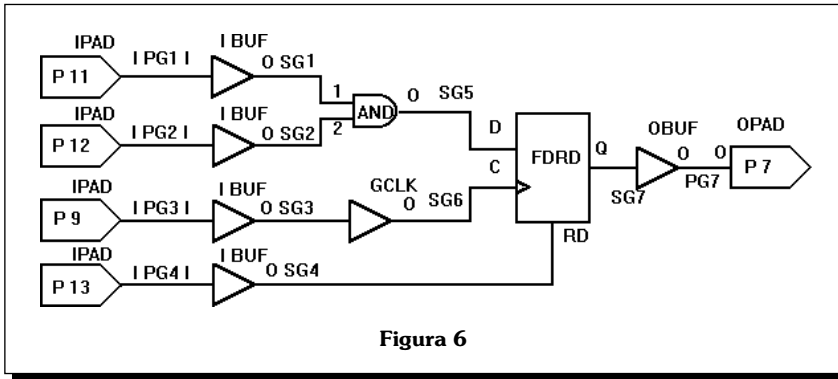 IPAD I PG1 I I BUF O SG1
P 11
1 AND O SG5
IPAD I PG2 I I BUF O SG2
P 12
2
D FDRD Q OBUF O O OPAD
C SG7 PG7 P 7
IPAD I PG3 I I BUF O SG3 GCLK O SG6
P 9
RD
IPAD I PG4 I I BUF O SG4
P 13
Figura 6